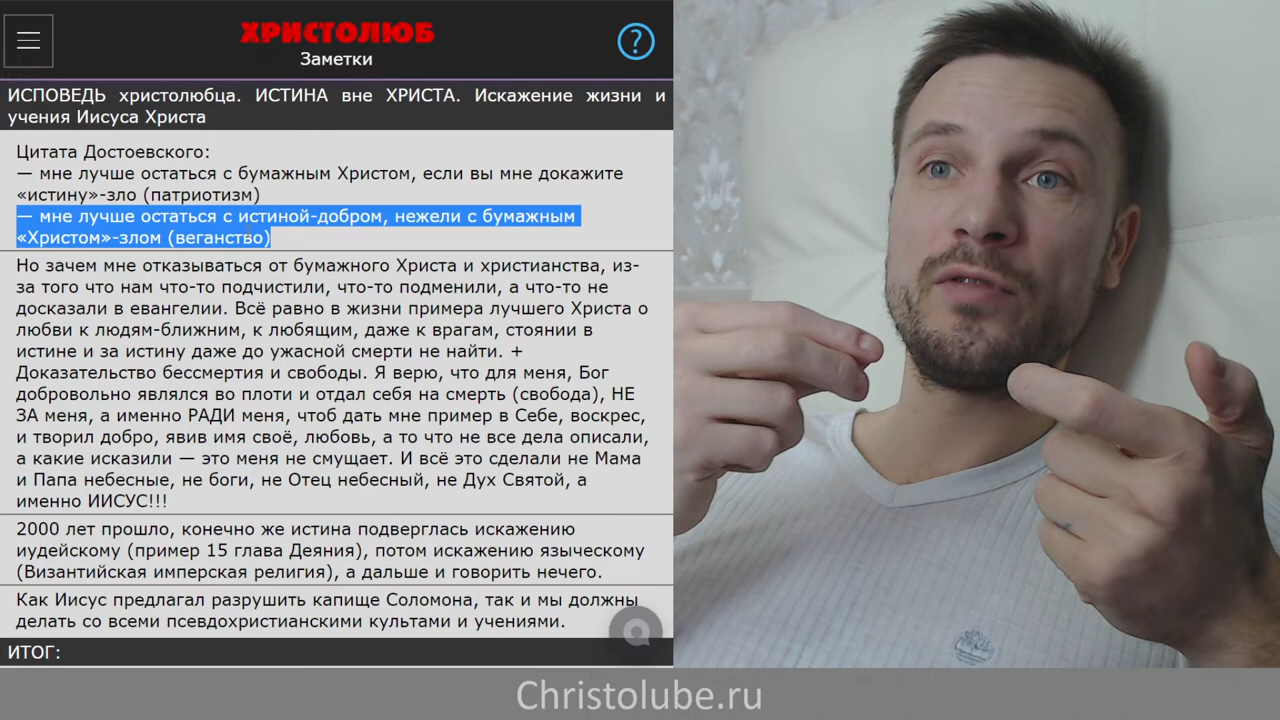 ХРИСТОЛЮБ
Заметки
?
ИСПОВЕДЬ христолюбца. ИСТИНА вне ХРИСТА. Искажение жизни и
учения Иисуса Христа
Цитата Достоевского:
— мне лучше остаться с бумажным Христом, если вы мне докажите
«истину»-зло (патриотизм)
— мне лучше остаться с истиной-добром, нежели с бумажным
«Христом»-злом (веганство)
Но зачем мне отказываться от бумажного Христа и христианства, из-
за того что нам что-то подчистили, что-то подменили, а что-то не
досказали в евангелии. Всё равно в жизни примера лучшего Христа о
любви к людям-ближним, к любящим, даже к врагам, стоянии в
истине и за истину даже до ужасной смерти не найти. +
Доказательство бессмертия и свободы. Я верю, что для меня, Бог
добровольно являлся во плоти и отдал себя на смерть (свобода), НЕ
ЗА меня, а именно РАДИ меня, чтоб дать мне пример в Себе, воскрес,
и творил добро, явив имя своё, любовь, а то что не все дела описали,
а какие исказили — это меня не смущает. И всё это сделали не Мама
и Папа небесные, не боги, не Отец небесный, не Дух Святой, а
именно ИИСУС!!!
2000 лет прошло, конечно же истина подверглась искажению
иудейскому (пример 15 глава Деяния), потом искажению языческому
(Византийская имперская религия), а дальше и говорить нечего.
Как Иисус предлагал разрушить капище Соломона, так и мы должны
делать со всеми псевдохристианскими культами и учениями.
ИТОГ:
Christolube.ru